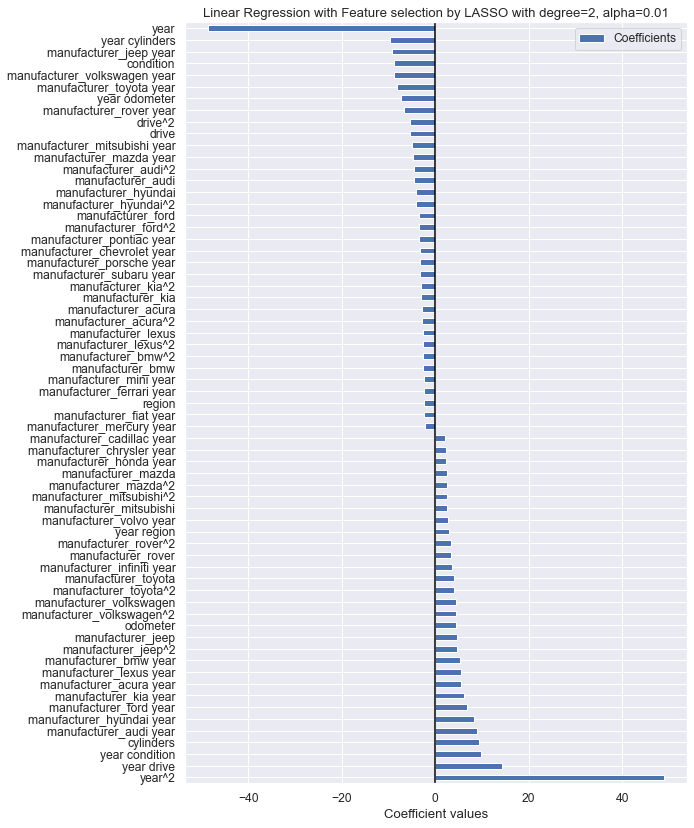 Linear Regression with Feature selection by LASSO with degree=2, alpha=0.01
Coefficients
year
year cylinders
manufacturer_jeep year
condition
manufacturer_volkswagen year
manufacturer_toyota year
year odometer
manufacturer_rover year
drive^2
drive
manufacturer_mitsubishi year
manufacturer_mazda year
manufacturer_audi^2
manufacturer_audi
manufacturer_hyundai
manufacturer_hyundai^2
manufacturer_ford
manufacturer_ford^2
manufacturer_pontiac year
manufacturer_chevrolet year
manufacturer_porsche year
manufacturer_subaru year
manufacturer_kia^2
manufacturer_kia
manufacturer_acura
manufacturer_acura^2
manufacturer_lexus
manufacturer_lexus^2
manufacturer_bmw^2
manufacturer_bmw
manufacturer_mini year
manufacturer_ferrari year
region
manufacturer_fiat year
manufacturer_mercury year
manufacturer_cadillac year
manufacturer_chrysler year
manufacturer_honda year
manufacturer_mazda
manufacturer_mazda^2
manufacturer_mitsubishi^2
manufacturer_mitsubishi
manufacturer_volvo year
year region
manufacturer_rover^2
manufacturer_rover
manufacturer_infiniti year
manufacturer_toyota
manufacturer_toyota^2
manufacturer_volkswagen
manufacturer_volkswagen^2
odometer
manufacturer_jeep
manufacturer_jeep^2
manufacturer_bmw year
manufacturer_lexus year
manufacturer_acura year
manufacturer_kia year
manufacturer_ford year
manufacturer_hyundai year
manufacturer_audi year
cylinders
year condition
year drive
year^2
−40 −20 0 20 40
Coefficient values